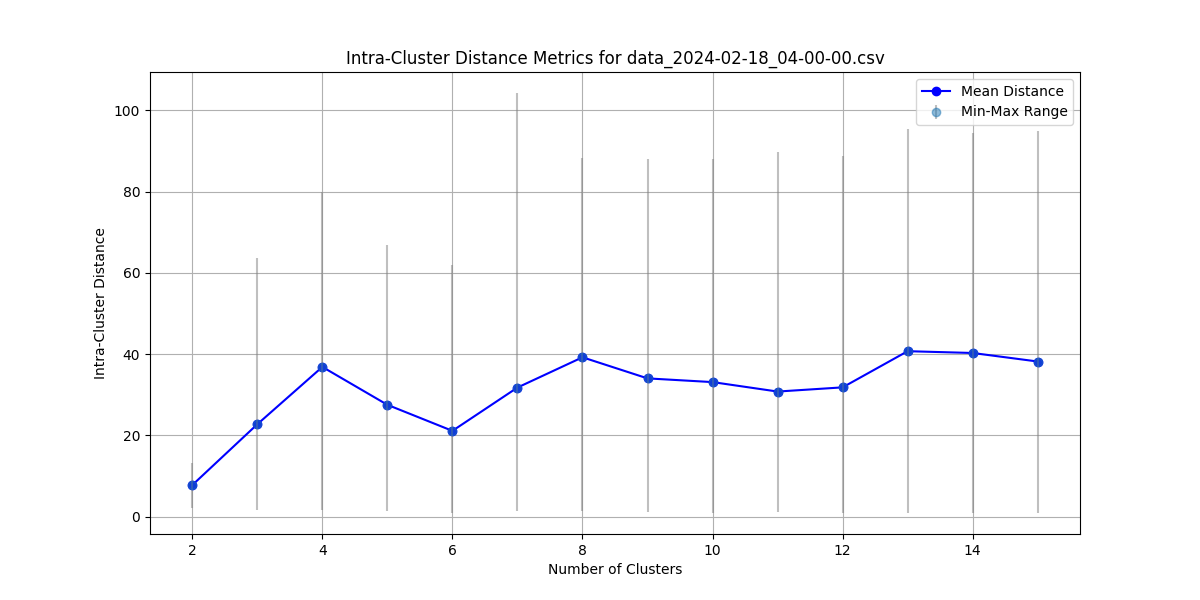 Intra-Cluster Distance Metrics for data_2024-02-18_04-00-00.csv
Mean Distance
Min-Max Range
Intra-Cluster Distance
100
80
60
40
20
0
2 4 6 8 10 12 14
Number of Clusters